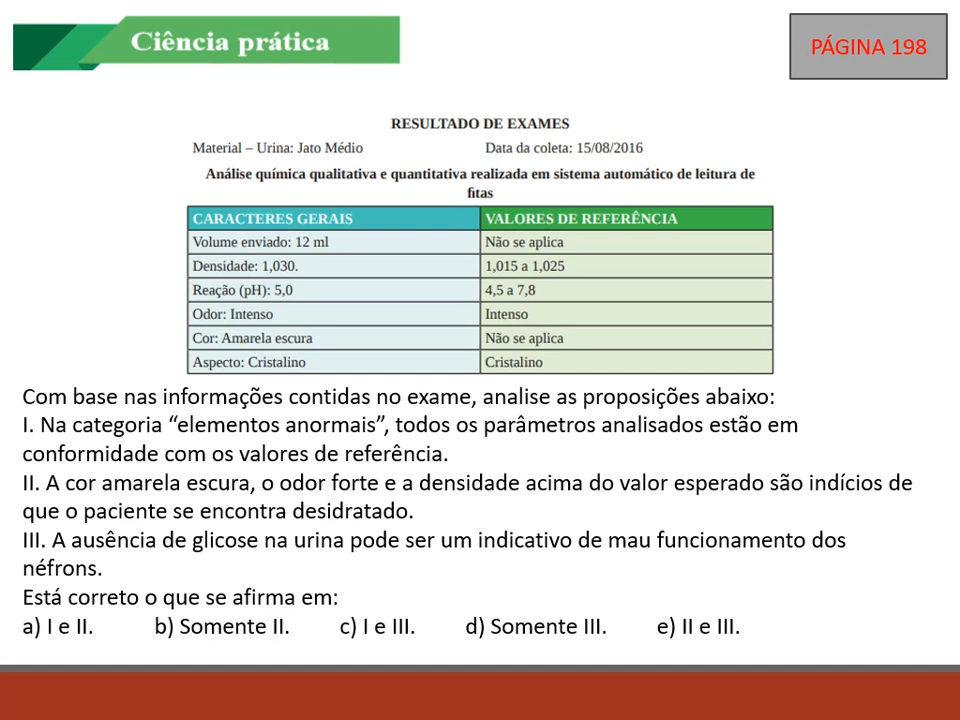 Ciência prática
PÁGINA 198
RESULTADO DE EXAMES
Material – Urina: Jato Médio Data da coleta: 15/08/2016
Análise química qualitativa e quantitativa realizada em sistema automático de leitura de
fitas
CARACTERES GERAIS VALORES DE REFERÊNCIA
Volume enviado: 12 ml Não se aplica
Densidade: 1,030. 1,015 a 1,025
Reação (pH): 5,0 4,5 a 7,8
Odor: Intenso Intenso
Cor: Amarela escura Não se aplica
Aspecto: Cristalino Cristalino
Com base nas informações contidas no exame, analise as proposições abaixo:
I. Na categoria “elementos anormais”, todos os parâmetros analisados estão em
conformidade com os valores de referência.
II. A cor amarela escura, o odor forte e a densidade acima do valor esperado são indícios de
que o paciente se encontra desidratado.
III. A ausência de glicose na urina pode ser um indicativo de mau funcionamento dos
néfrons.
Está correto o que se afirma em:
a) I e II. b) Somente II. c) I e III. d) Somente III. e) II e III.